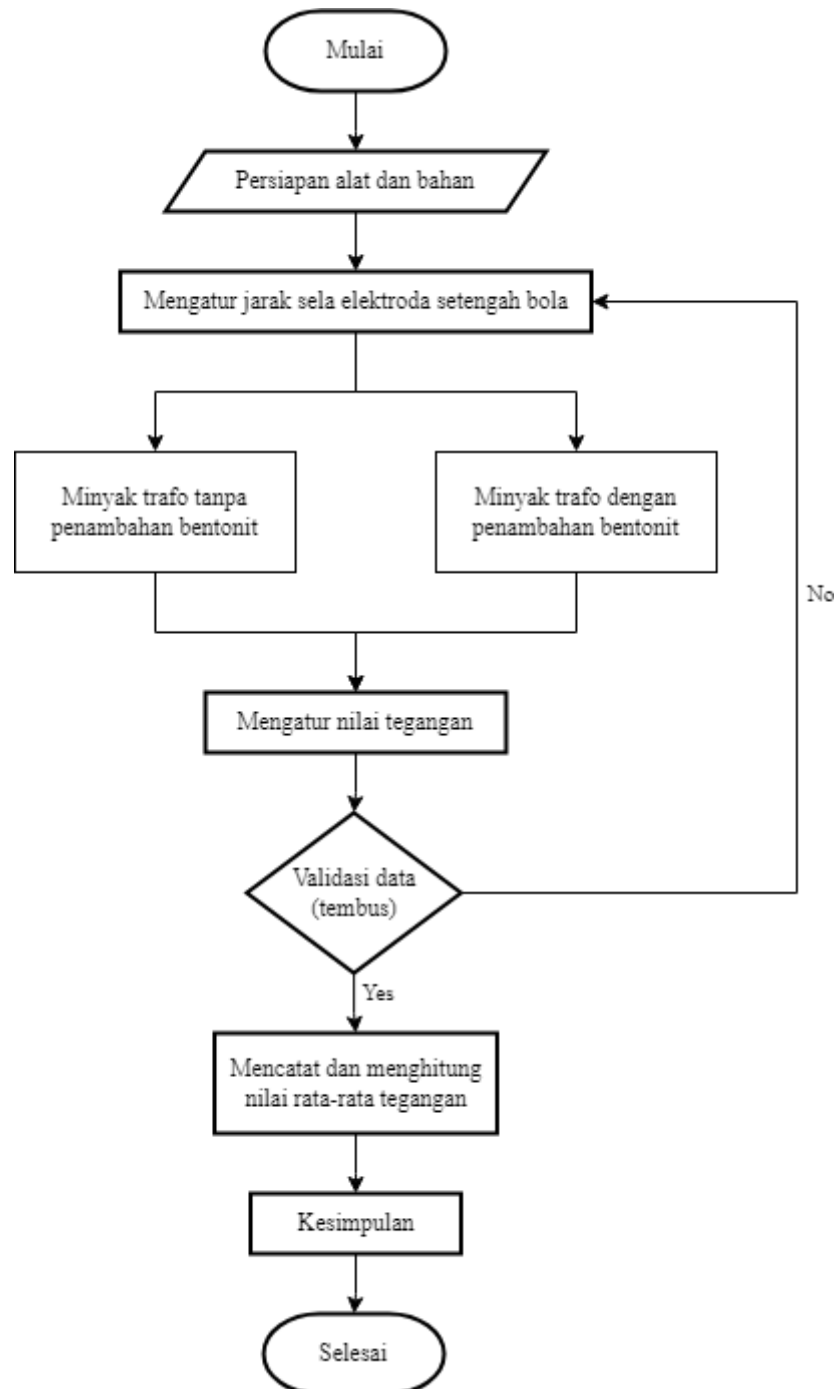 Mulai
Persiapan alat dan bahan
Mengatur jarak sela elektroda setengah bola
Minyak trafo tanpa
penambahan bentonit
Minyak trafo dengan
penambahan bentonit
No
Mengatur nilai tegangan
Validasi data
(tembus)
Yes
Mencatat dan menghitung
nilai rata-rata tegangan
Kesimpulan
Selesai